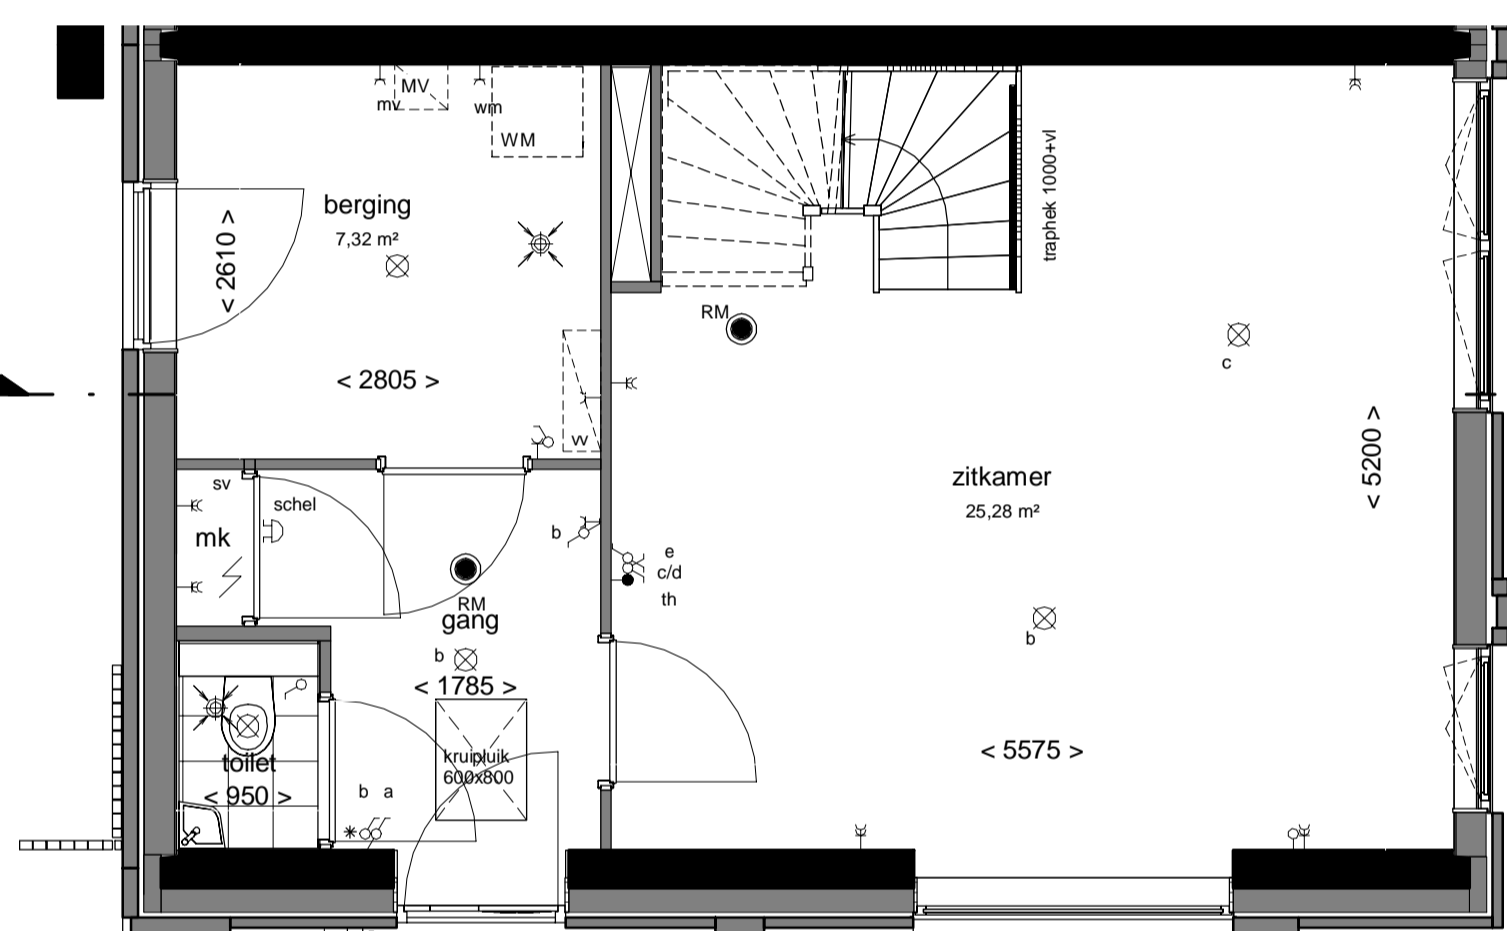 MV
mv
wm
WM
berging
7,32 m²
< 2610 >
< 2805 >
traphek 1000+vl
RM
c
< 5200 >
zitkamer
25,28 m²
sv
schel
mk
b
e
c/d
th
RM
gang
b
< 1785 >
b
kruipluik
600x800
toilet
< 950 >
b a
< 5575 >